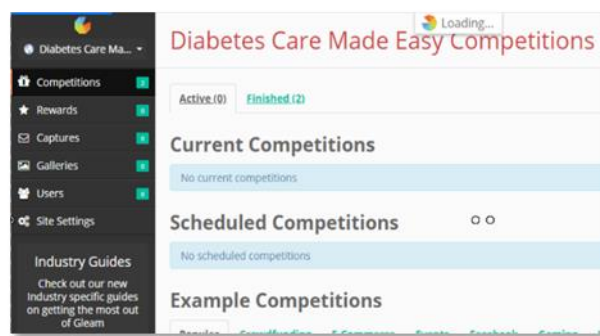 Loading...
Diabetes Care Ma...
Diabetes Care Made Easy Competitions
Competitions 2
Rewards
Captures
Galleries
Users
Site Settings
Industry Guides
Check out our new
Industry specific guides
on getting the most out
of Gleam
Active (0) Finished (2)
Current Competitions
No current competitions
Scheduled Competitions
No scheduled competitions
Example Competitions